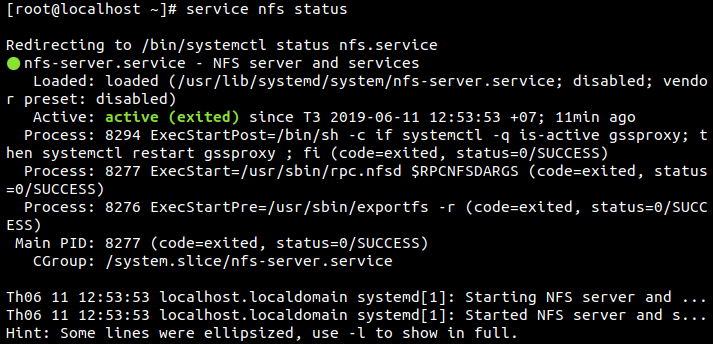 [root@localhost ~]# service nfs status
Redirecting to /bin/systemctl status nfs.service
nfs-server.service - NFS server and services
Loaded: loaded (/usr/lib/systemd/system/nfs-server.service; disabled; vendo
r preset: disabled)
Active: active (exited) since T3 2019-06-11 12:53:53 +07; 11min ago
Process: 8294 ExecStartPost=/bin/sh -c if systemctl -q is-active gssproxy; t
hen systemctl restart gssproxy ; fi (code=exited, status=0/SUCCESS)
Process: 8277 ExecStart=/usr/sbin/rpc.nfsd $RPCNFSDARGS (code=exited, status
=0/SUCCESS)
Process: 8276 ExecStartPre=/usr/sbin/exportfs -r (code=exited, status=0/SUCC
ESS)
Main PID: 8277 (code=exited, status=0/SUCCESS)
CGroup: /system.slice/nfs-server.service
Th06 11 12:53:53 localhost.localdomain systemd[1]: Starting NFS server and ...
Th06 11 12:53:53 localhost.localdomain systemd[1]: Started NFS server and s...
Hint: Some lines were ellipsized, use -l to show in full.